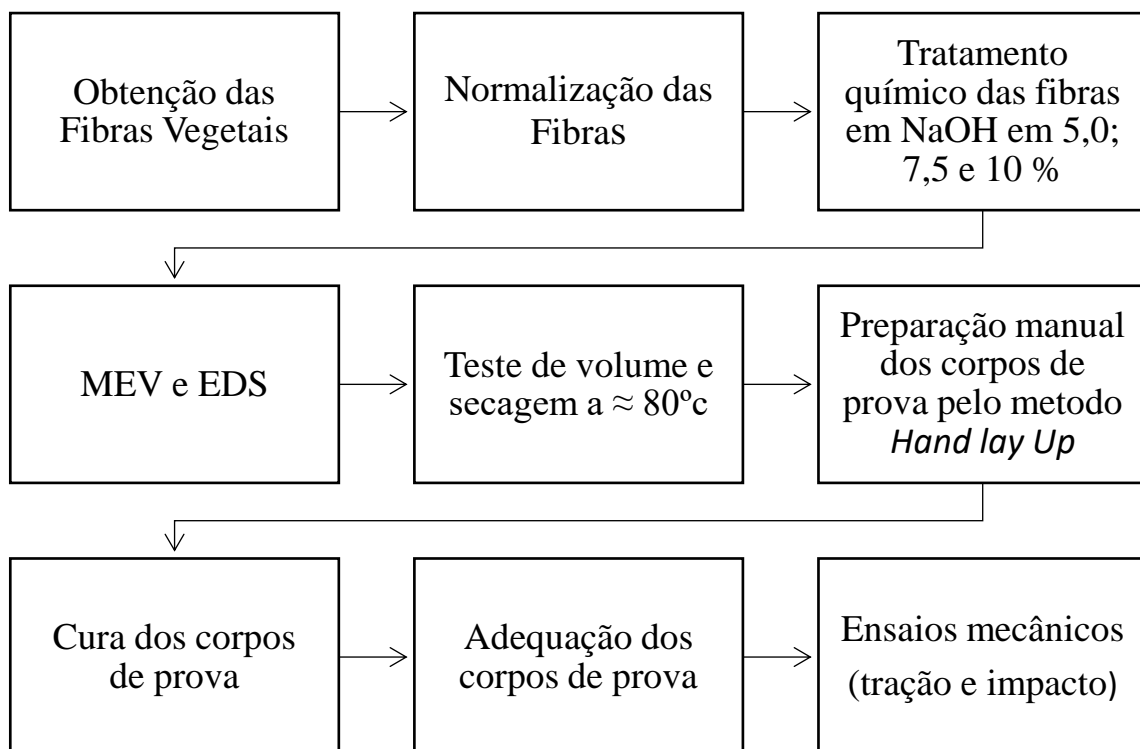 Obtenção das
Fibras Vegetais
Normalização das
Fibras
Tratamento
químico das fibras
em NaOH em 5,0;
7,5 e 10 %
MEV e EDS
Teste de volume e
secagem a ≈ 80ºc
Preparação manual
dos corpos de
prova pelo metodo
Hand lay Up
Cura dos corpos
de prova
Adequação dos
corpos de prova
Ensaios mecânicos
(tração e impacto)